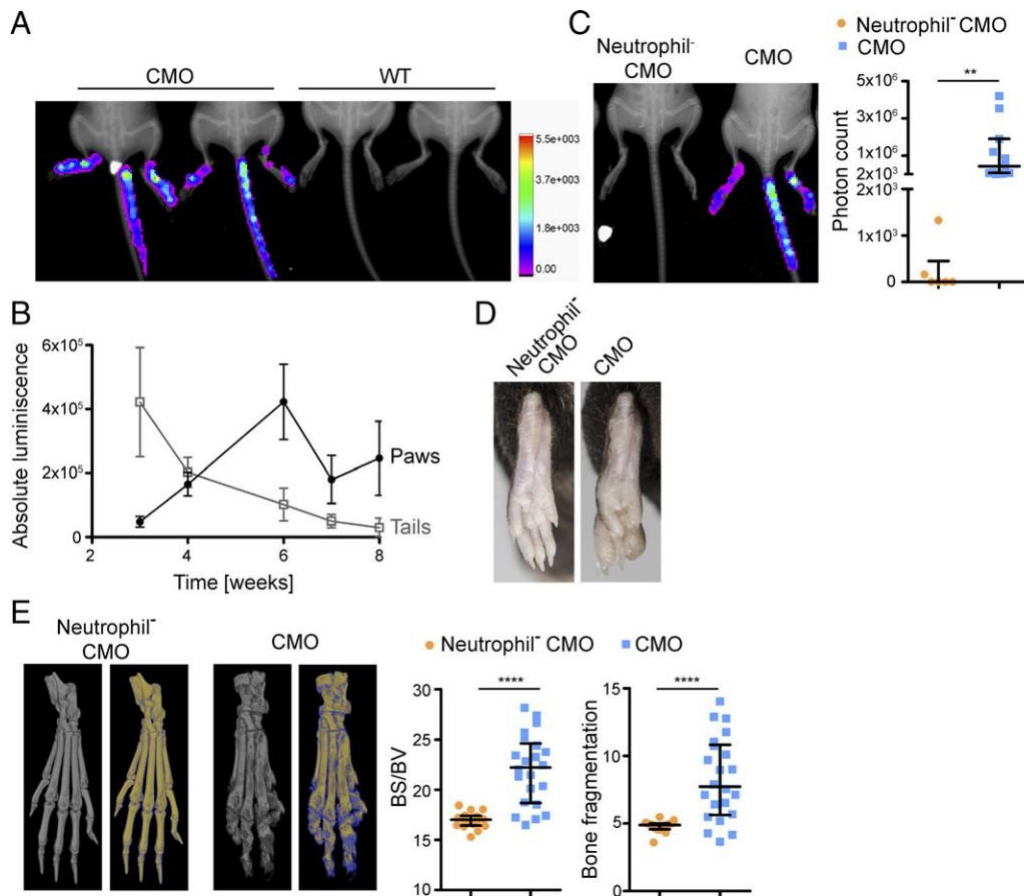 A
CMO
WT
5.5e+003
3.7e+003
1.8e+003
0.00
C
Neutrophil⁻
CMO
CMO
Neutrophil⁻ CMO
CMO
**
Photon count
5x10⁶
3x10⁶
1x10⁶
2x10³
2x10³
1x10³
0
B
Absolute luminiscence
6x10⁵
4x10⁵
2x10⁵
0
2
4
6
8
Time [weeks]
Paws
Tails
D
Neutrophil⁻
CMO
CMO
E
Neutrophil⁻
CMO
CMO
Neutrophil⁻ CMO
CMO
****
BS/BV
30
25
20
15
10
****
Bone fragmentation
15
10
5
0